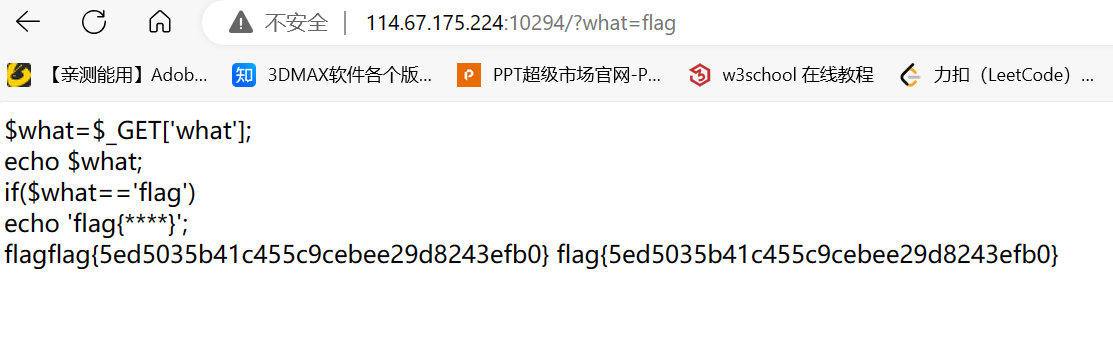 不安全 | 114.67.175.224:10294/?what=flag
【亲测能用】Adob... 知 3DMAX软件各个版... P PPT超级市场官网-P... w3school 在线教程 力扣（LeetCode）...
$what=$_GET['what'];
echo $what;
if($what=='flag')
echo 'flag{****}';
flagflag{5ed5035b41c455c9cebee29d8243efb0} flag{5ed5035b41c455c9cebee29d8243efb0}